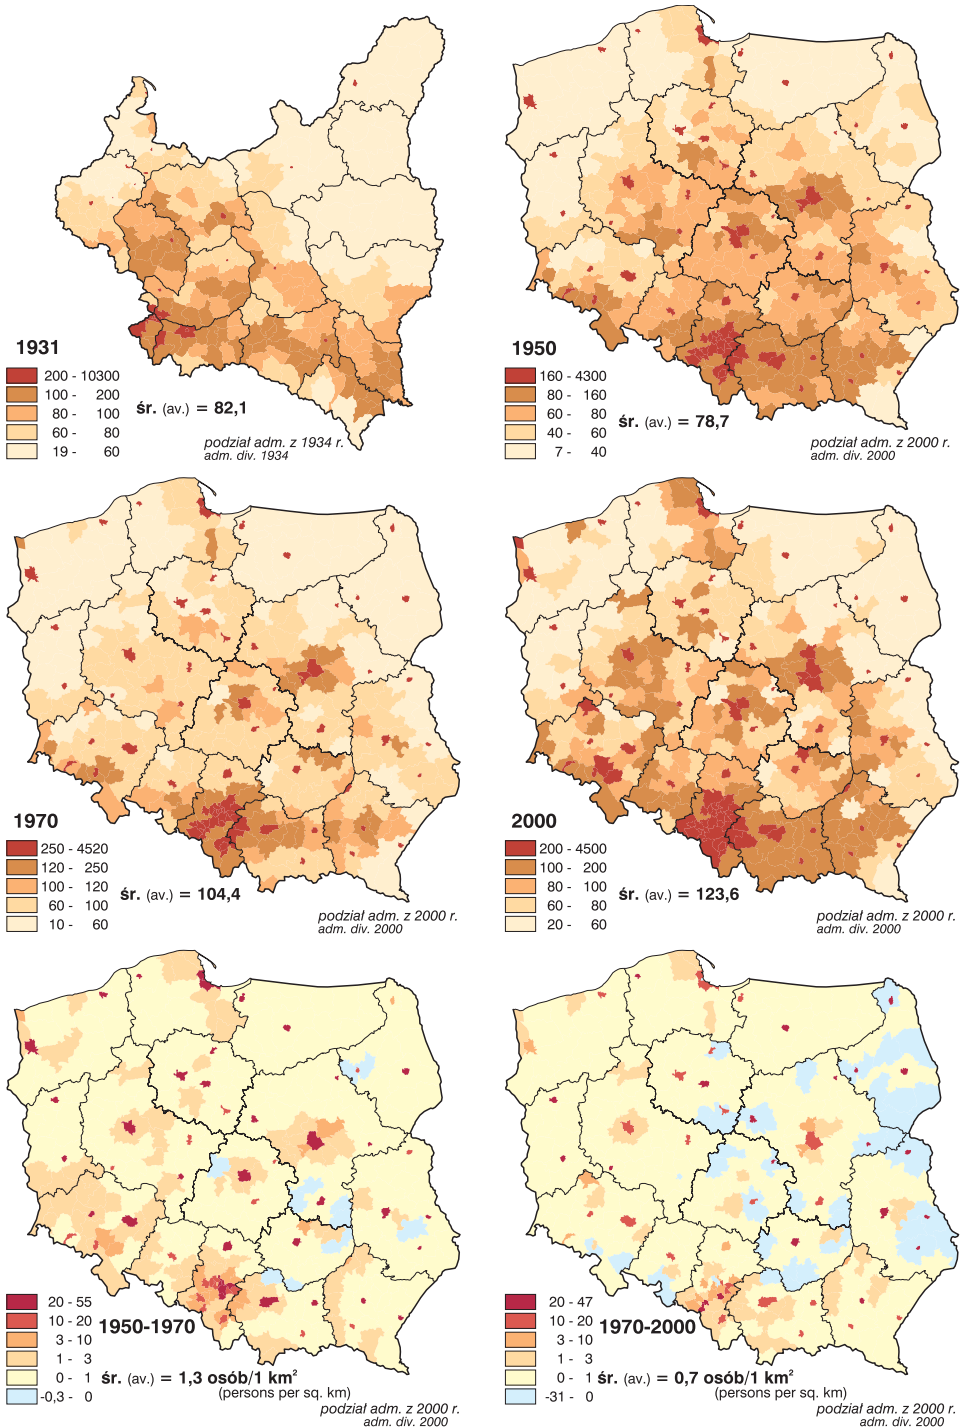 1931
200 - 10300
100 - 200
80 - 100
60 - 80
19 - 60
śr. (av.) = 82,1
podział adm. z 1934 r.
adm. div. 1934
1950
160 - 4300
80 - 160
60 - 80
40 - 60
7 - 40
śr. (av.) = 78,7
podział adm. z 2000 r.
adm. div. 2000
1970
250 - 4520
120 - 250
100 - 120
60 - 100
10 - 60
śr. (av.) = 104,4
podział adm. z 2000 r.
adm. div. 2000
2000
200 - 4500
100 - 200
80 - 100
60 - 80
20 - 60
śr. (av.) = 123,6
podział adm. z 2000 r.
adm. div. 2000
20 - 55
10 - 20
3 - 10
1 - 3
0 - 1
-0,3 - 0
1950-1970
śr. (av.) = 1,3 osób/1 km²
(persons per sq. km)
podział adm. z 2000 r.
adm. div. 2000
20 - 47
10 - 20
3 - 10
1 - 3
0 - 1
-31 - 0
1970-2000
śr. (av.) = 0,7 osób/1 km²
(persons per sq. km)
podział adm. z 2000 r.
adm. div. 2000